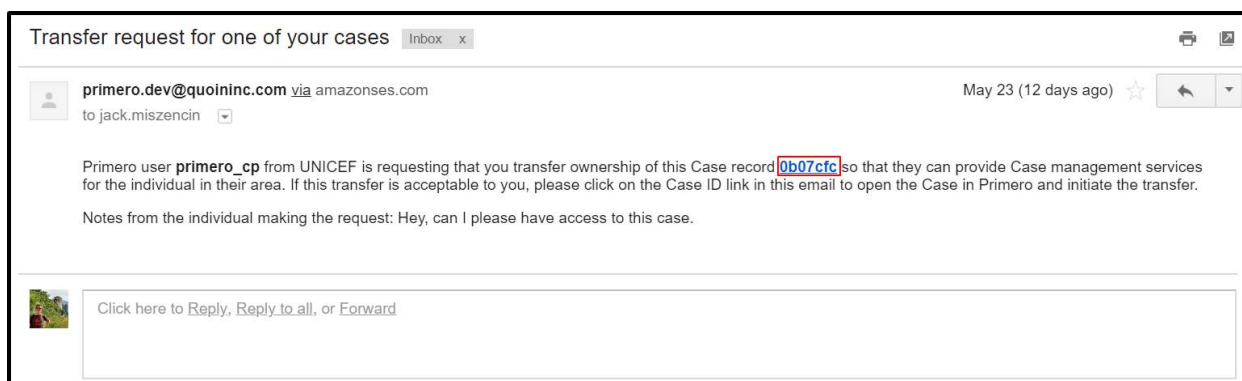 Transfer request for one of your cases Inbox x
primero.dev@quoininc.com via amazonses.com May 23 (12 days ago)
to jack.miszencin
Primero user primero_cp from UNICEF is requesting that you transfer ownership of this Case record 0b07cfc so that they can provide Case management services
for the individual in their area. If this transfer is acceptable to you, please click on the Case ID link in this email to open the Case in Primero and initiate the transfer.
Notes from the individual making the request: Hey, can I please have access to this case.
Click here to Reply, Reply to all, or Forward